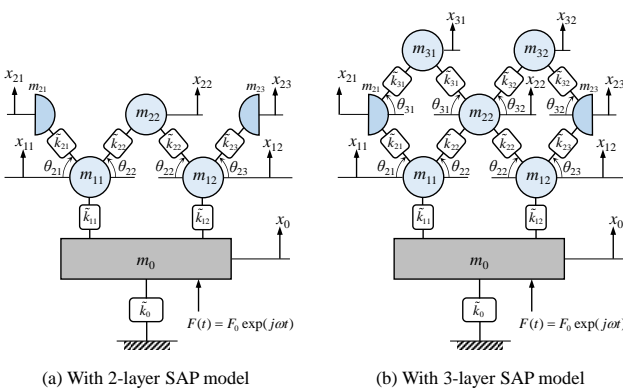 x₃₁ x₃₂
m₃₁ m₃₂
x₂₁ x₂₂ x₂₃ x₂₁ k̃₃₁ k̃₃₁ k̃₃₂ x₂₂ k̃₃₂ x₂₃
m₂₁ m₂₃ m₂₁ m₂₃
m₂₂ θ₃₁ θ₃₁ m₂₂ θ₃₂ θ₃₂
x₁₁ k̃₂₁ k̃₂₂ k̃₂₂ k̃₂₃ x₁₂ x₁₁ k̃₂₁ k̃₂₂ k̃₂₂ k̃₂₃ x₁₂
θ₂₁ θ₂₂ θ₂₂ θ₂₃ θ₂₁ θ₂₂ θ₂₂ θ₂₃
m₁₁ m₁₂ m₁₁ m₁₂
k̃₁₁ k̃₁₂ x₀ k̃₁₁ k̃₁₂ x₀
m₀ m₀
k̃₀ k̃₀
F(t) = F₀ exp(jωt) F(t) = F₀ exp(jωt)
(a) With 2-layer SAP model (b) With 3-layer SAP model